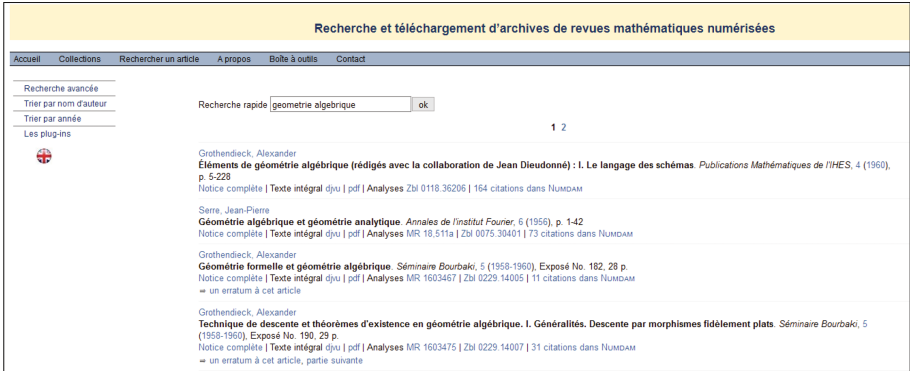 Recherche et téléchargement d'archives de revues mathématiques numérisées
Accueil Collections Rechercher un article A propos Boîte à outils Contact
Recherche avancée
Trier par nom d'auteur
Trier par année
Les plug-ins
Recherche rapide geometrie algebrique ok
1 2
Grothendieck, Alexander
Éléments de géométrie algébrique (rédigés avec la collaboration de Jean Dieudonné) : I. Le langage des schémas. Publications Mathématiques de l'IHES, 4 (1960),
p. 5-228
Notice complète | Texte intégral djvu | pdf | Analyses Zbl 0118.36206 | 164 citations dans NUMDAM
Serre, Jean-Pierre
Géométrie algébrique et géométrie analytique. Annales de l'institut Fourier, 6 (1956), p. 1-42
Notice complète | Texte intégral djvu | pdf | Analyses MR 18,511a | Zbl 0075.30401 | 73 citations dans NUMDAM
Grothendieck, Alexander
Géométrie formelle et géométrie algébrique. Séminaire Bourbaki, 5 (1958-1960), Exposé No. 182, 28 p.
Notice complète | Texte intégral djvu | pdf | Analyses MR 1603467 | Zbl 0229.14005 | 11 citations dans NUMDAM
⇒ un erratum à cet article
Grothendieck, Alexander
Technique de descente et théorèmes d'existence en géométrie algébrique. I. Généralités. Descente par morphismes fidèlement plats. Séminaire Bourbaki, 5
(1958-1960), Exposé No. 190, 29 p.
Notice complète | Texte intégral djvu | pdf | Analyses MR 1603475 | Zbl 0229.14007 | 31 citations dans NUMDAM
⇒ un erratum à cet article, partie suivante